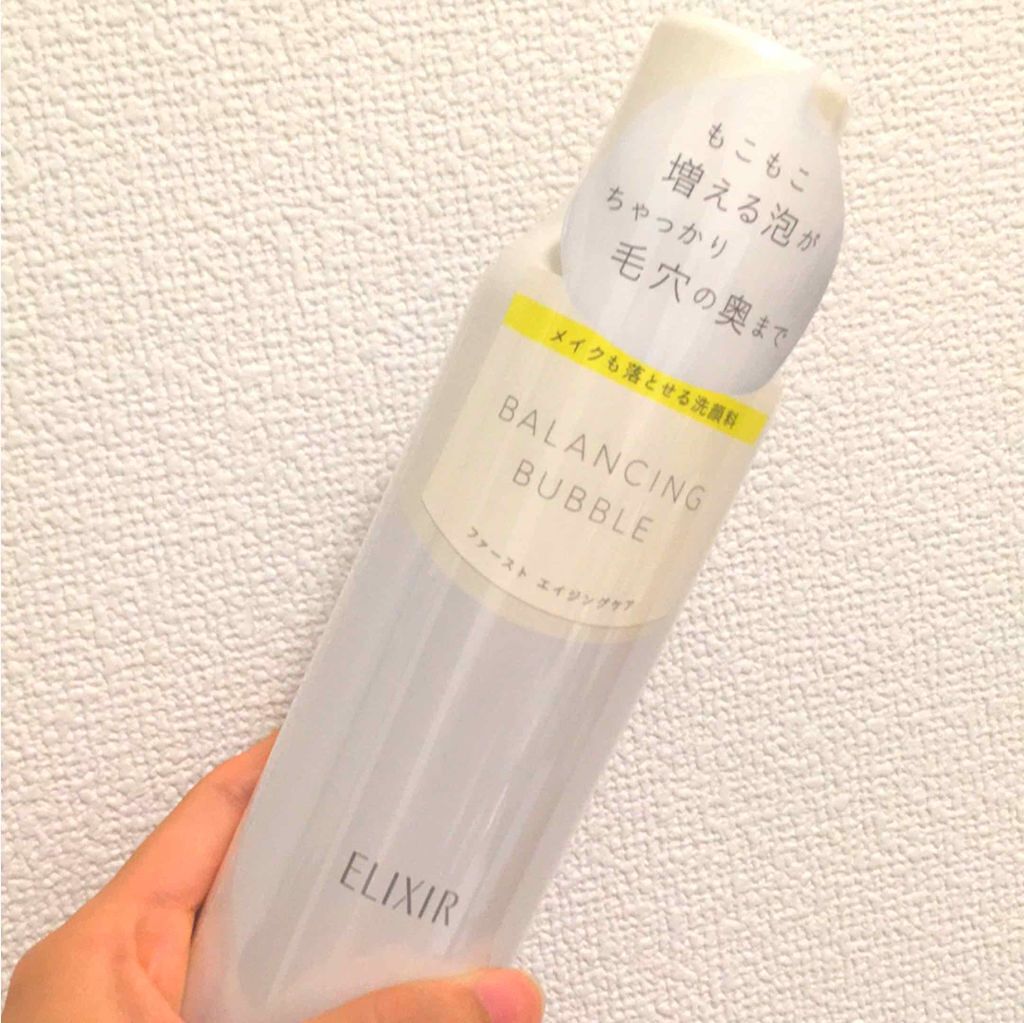 もこもこ
増える泡が
ちゃっかり
毛穴の奥まで
メイクも落とせる洗顔料
BALANCING
BUBBLE
ファースト エイジングケア
ELIXIR